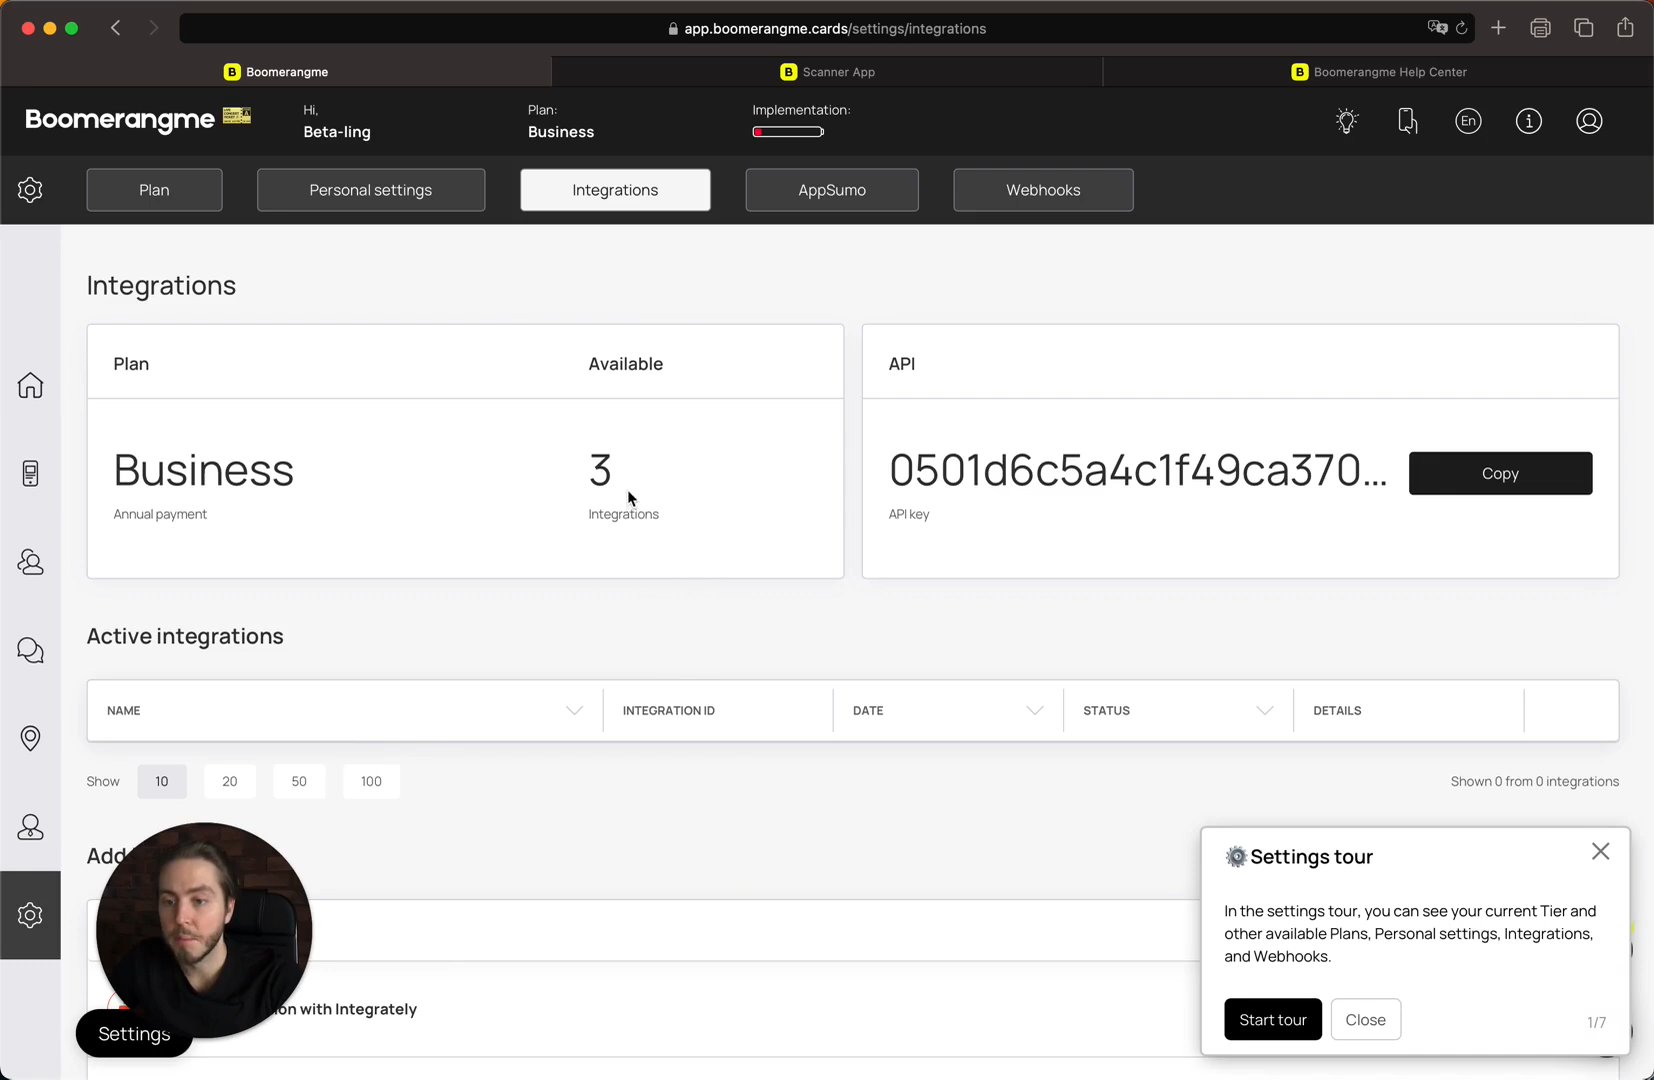 app.boomerangme.cards/settings/integrations
B Boomerangme
B Scanner App
B Boomerangme Help Center
Boomerangme
Hi,
Beta-ling
Plan:
Business
Implementation:
En
Plan
Personal settings
Integrations
AppSumo
Webhooks
Integrations
Plan
Available
Business
Annual payment
3
Integrations
API
0501d6c5a4c1f49ca370...
API key
Copy
Active integrations
NAME
INTEGRATION ID
DATE
STATUS
DETAILS
Show
10
20
50
100
Shown 0 from 0 integrations
Add
on with Integrately
Settings
Settings tour
In the settings tour, you can see your current Tier and
other available Plans, Personal settings, Integrations,
and Webhooks.
Start tour
Close
1/7